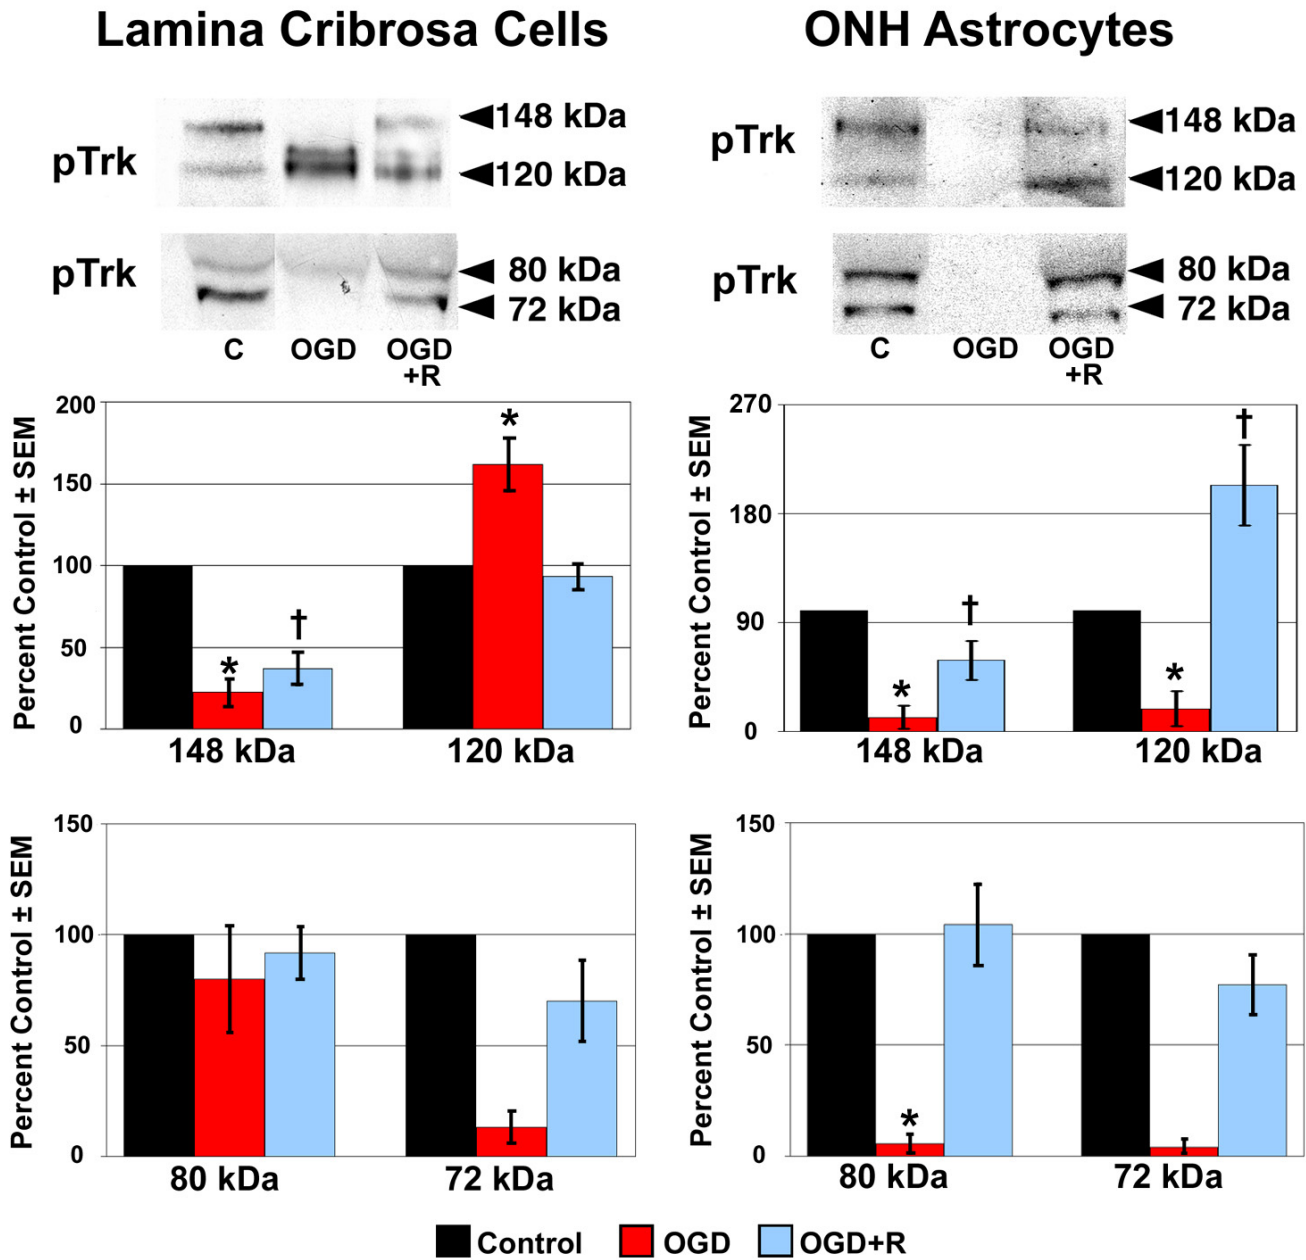 Lamina Cribrosa Cells
ONH Astrocytes
pTrk
148 kDa
120 kDa
pTrk
80 kDa
72 kDa
C OGD OGD
+R
pTrk
148 kDa
120 kDa
pTrk
80 kDa
72 kDa
C OGD OGD
+R
Percent Control ± SEM
200
150
100
50
0
*
†
*
148 kDa 120 kDa
Percent Control ± SEM
270
180
90
0
*
†
*
†
148 kDa 120 kDa
Percent Control ± SEM
150
100
50
0
80 kDa 72 kDa
Percent Control ± SEM
150
100
50
0
*
80 kDa 72 kDa
Control OGD OGD+R